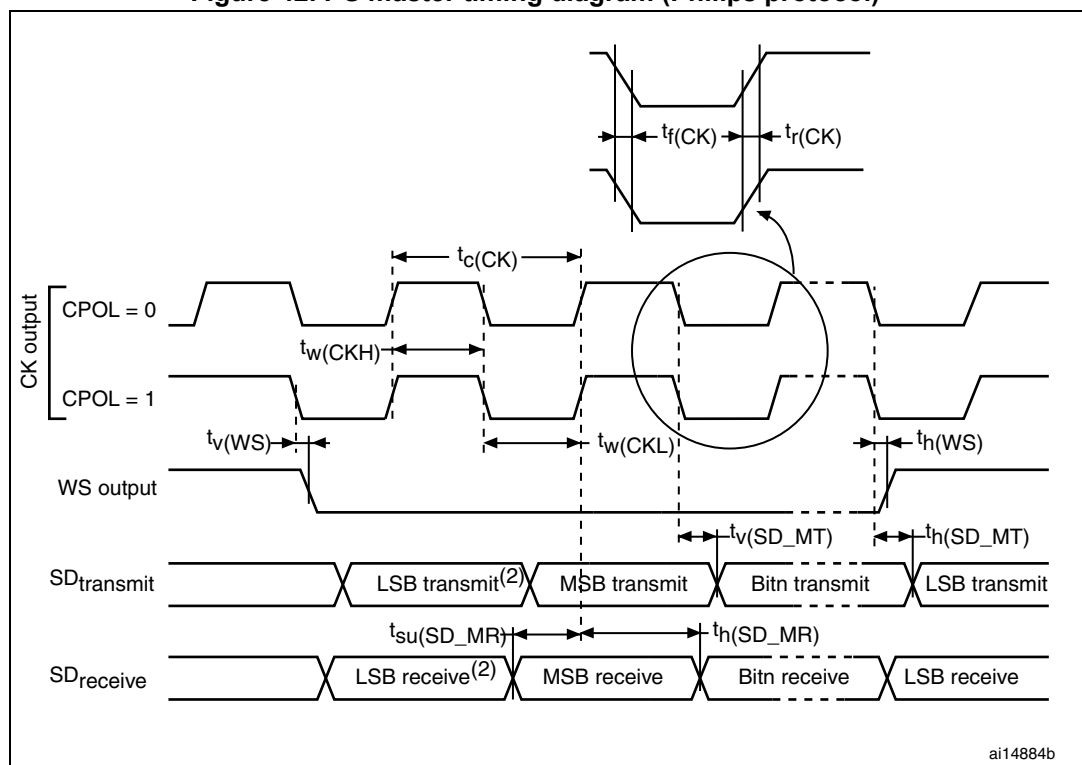 tf(CK)
tr(CK)
tc(CK)
CK output
CPOL = 0
tw(CKH)
CPOL = 1
tv(WS)
tw(CKL)
th(WS)
WS output
tv(SD_MT)
th(SD_MT)
SDtransmit
LSB transmit(2)
MSB transmit
Bitn transmit
LSB transmit
tsu(SD_MR)
th(SD_MR)
SDreceive
LSB receive(2)
MSB receive
Bitn receive
LSB receive
ai14884b